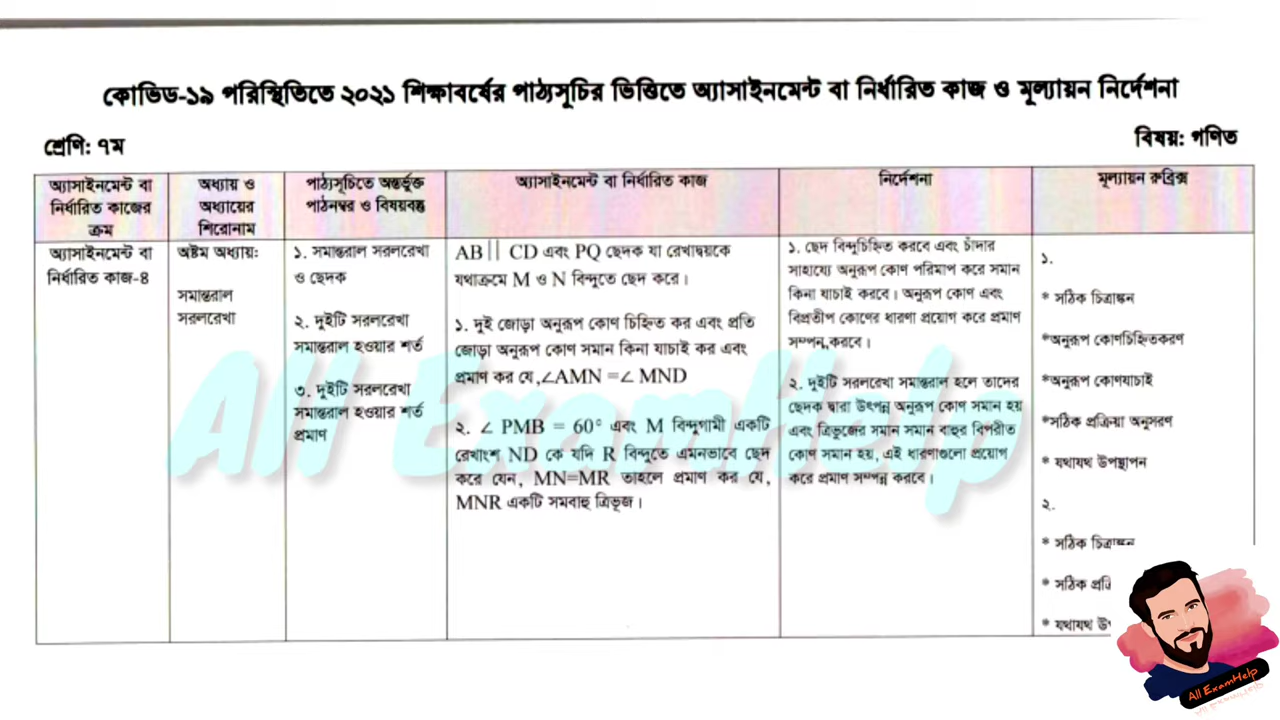 কোভিড-১৯ পরিস্থিতিতে ২০২১ শিক্ষাবর্ষের পাঠ্যসূচির ভিত্তিতে অ্যাসাইনমেন্ট বা নির্ধারিত কাজ ও মূল্যায়ন নির্দেশনা
শ্রেণি: ৭ম
বিষয়: গণিত
অ্যাসাইনমেন্ট বা
নির্ধারিত কাজের
ক্রম
অধ্যায় ও
অধ্যায়ের
শিরোনাম
পাঠ্যসূচিতে অন্তর্ভুক্ত
পাঠনম্বর ও বিষয়বস্তু
অ্যাসাইনমেন্ট বা নির্ধারিত কাজ
নির্দেশনা
মূল্যায়ন রুব্রিক্স
অ্যাসাইনমেন্ট বা
নির্ধারিত কাজ-৪
অষ্টম অধ্যায়:
সমান্তরাল
সরলরেখা
১. সমান্তরাল সরলরেখা
ও ছেদক
২. দুইটি সরলরেখা
সমান্তরাল হওয়ার শর্ত
৩. দুইটি সরলরেখা
সমান্তরাল হওয়ার শর্ত
প্রমাণ
AB || CD এবং PQ ছেদক যা রেখাদ্বয়কে
যথাক্রমে M ও N বিন্দুতে ছেদ করে।
১. দুই জোড়া অনুরূপ কোণ চিহ্নিত কর এবং প্রতি
জোড়া অনুরূপ কোণ সমান কিনা যাচাই কর এবং
প্রমাণ কর যে,∠AMN =∠ MND
২. ∠ PMB = 60° এবং M বিন্দুগামী একটি
রেখাংশ ND কে যদি R বিন্দুতে এমনভাবে ছেদ
করে যেন, MN=MR তাহলে প্রমাণ কর যে,
MNR একটি সমবাহু ত্রিভূজ।
১. ছেদ বিন্দুচিহ্নিত করবে এবং চাঁদার
সাহায্যে অনুরূপ কোণ পরিমাপ করে সমান
কিনা যাচাই করবে। অনুরূপ কোণ এবং
বিপ্রতীপ কোণের ধারণা প্রয়োগ করে প্রমাণ
সম্পন্ন করবে।
২. দুইটি সরলরেখা সমান্তরাল হলে তাদের
ছেদক দ্বারা উৎপন্ন অনুরূপ কোণ সমান হয়
এবং ত্রিভুজের সমান সমান বাহুর বিপরীত
কোণ সমান হয়, এই ধারণাগুলো প্রয়োগ
করে প্রমাণ সম্পন্ন করবে।
১.
* সঠিক চিত্রাঙ্কন
*অনুরূপ কোণচিহ্নিতকরণ
*অনুরূপ কোণযাচাই
*সঠিক প্রক্রিয়া অনুসরণ
* যথাযথ উপস্থাপন
২.
* সঠিক চিত্রাঙ্কন
* সঠিক
* যথাযথ
All ExamHelp
All ExamHelp